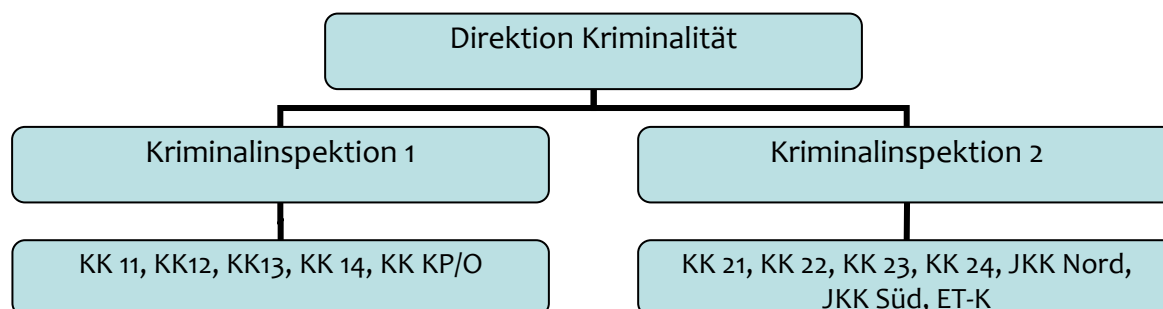 Direktion Kriminalität
Kriminalinspektion 1
Kriminalinspektion 2
KK 11, KK12, KK13, KK 14, KK KP/O
KK 21, KK 22, KK 23, KK 24, JKK Nord,
JKK Süd, ET-K